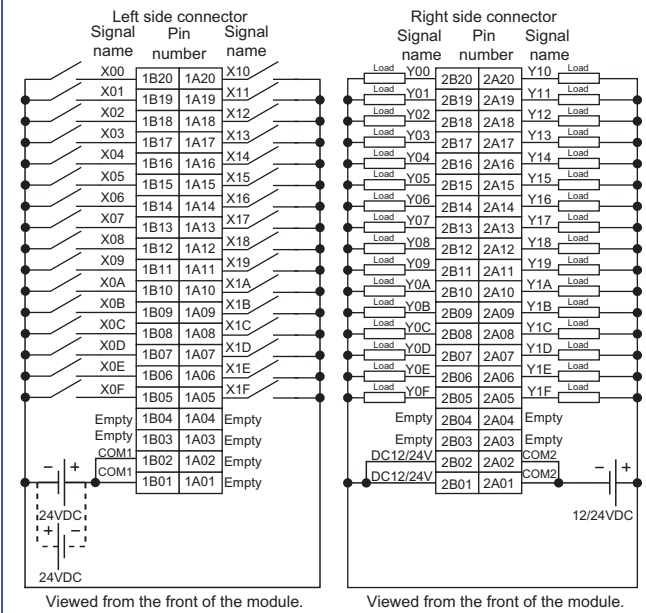 Left side connector
Signal name Pin number Signal name
X00 1B20 1A20 X10
X01 1B19 1A19 X11
X02 1B18 1A18 X12
X03 1B17 1A17 X13
X04 1B16 1A16 X14
X05 1B15 1A15 X15
X06 1B14 1A14 X16
X07 1B13 1A13 X17
X08 1B12 1A12 X18
X09 1B11 1A11 X19
X0A 1B10 1A10 X1A
X0B 1B09 1A09 X1B
X0C 1B08 1A08 X1C
X0D 1B07 1A07 X1D
X0E 1B06 1A06 X1E
X0F 1B05 1A05 X1F
Empty 1B04 1A04 Empty
Empty 1B03 1A03 Empty
COM1 1B02 1A02 Empty
COM1 1B01 1A01 Empty
− +
24VDC
+ −
24VDC
Viewed from the front of the module.
Right side connector
Signal name Pin number Signal name
Load Y00 2B20 2A20 Y10 Load
Load Y01 2B19 2A19 Y11 Load
Load Y02 2B18 2A18 Y12 Load
Load Y03 2B17 2A17 Y13 Load
Load Y04 2B16 2A16 Y14 Load
Load Y05 2B15 2A15 Y15 Load
Load Y06 2B14 2A14 Y16 Load
Load Y07 2B13 2A13 Y17 Load
Load Y08 2B12 2A12 Y18 Load
Load Y09 2B11 2A11 Y19 Load
Load Y0A 2B10 2A10 Y1A Load
Load Y0B 2B09 2A09 Y1B Load
Load Y0C 2B08 2A08 Y1C Load
Load Y0D 2B07 2A07 Y1D Load
Load Y0E 2B06 2A06 Y1E Load
Load Y0F 2B05 2A05 Y1F Load
Empty 2B04 2A04 Empty
Empty 2B03 2A03 Empty
DC12/24V 2B02 2A02 COM2
DC12/24V 2B01 2A01 COM2
− +
12/24VDC
Viewed from the front of the module.